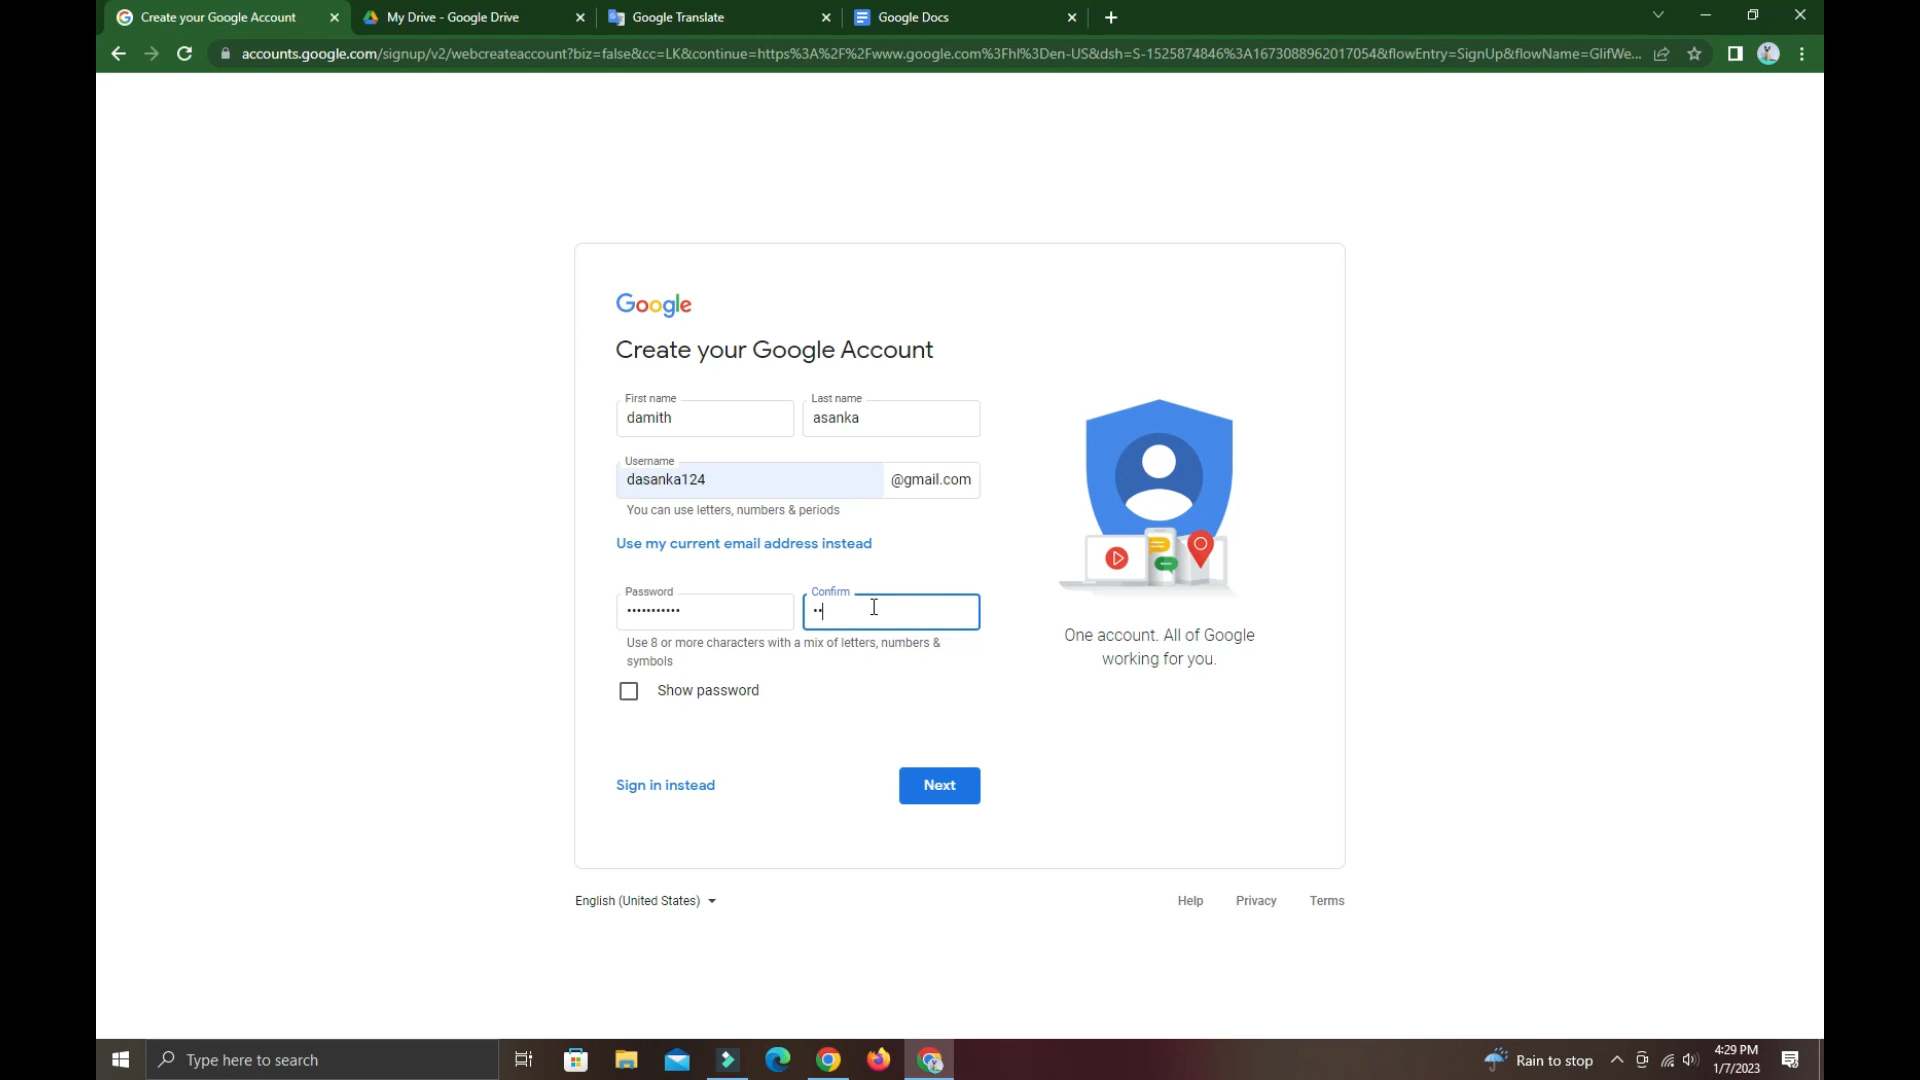 Create your Google Account
My Drive - Google Drive
Google Translate
Google Docs
accounts.google.com/signup/v2/webcreateaccount?biz=false&cc=LK&continue=https%3A%2F%2Fwww.google.com%3Fhl%3Den-US&dsh=S-1525874846%3A1673088962017054&flowEntry=SignUp&flowName=GlifWe...
Google
Create your Google Account
First name
Last name
damith
asanka
Username
dasanka124
@gmail.com
You can use letters, numbers & periods
Use my current email address instead
Password
Confirm
•••••••••••
••
Use 8 or more characters with a mix of letters, numbers &
symbols
Show password
Sign in instead
Next
One account. All of Google
working for you.
English (United States)
Help
Privacy
Terms
Type here to search
Rain to stop
4:29 PM
1/7/2023